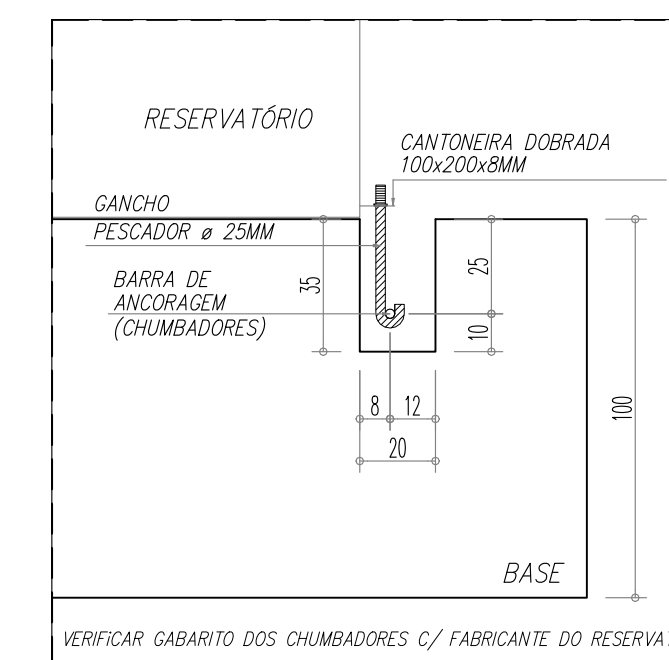 RESERVATÓRIO
CANTONEIRA DOBRADA
100x200x8MM
GANCHO
PESCADOR ø 25MM
BARRA DE
ANCORAGEM
(CHUMBADORES)
35
25
10
8
12
20
100
BASE
VERIFiCAR GABARITO DOS CHUMBADORES C/ FABRICANTE DO